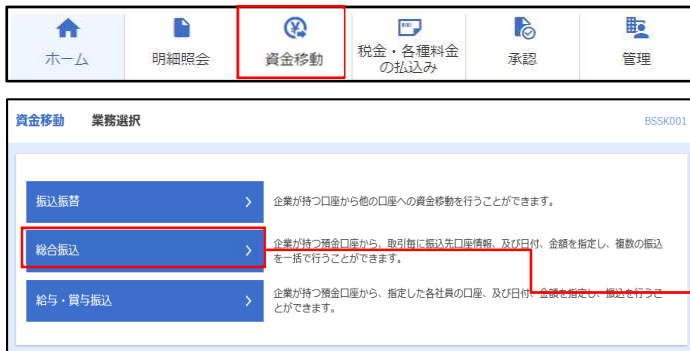 ホーム
明細照会
資金移動
税金・各種料金
の払込み
承認
管理
資金移動 業務選択 BSSK001
振込振替
企業が持つ口座から他の口座への資金移動を行うことができます。
総合振込
企業が持つ預金口座から、取引毎に振込先口座情報、及び日付、金額を指定し、複数の振込
を一括で行うことができます。
給与・賞与振込
企業が持つ預金口座から、指定した各社員の口座、及び日付、金額を指定し、振込を行うこ
とができます。